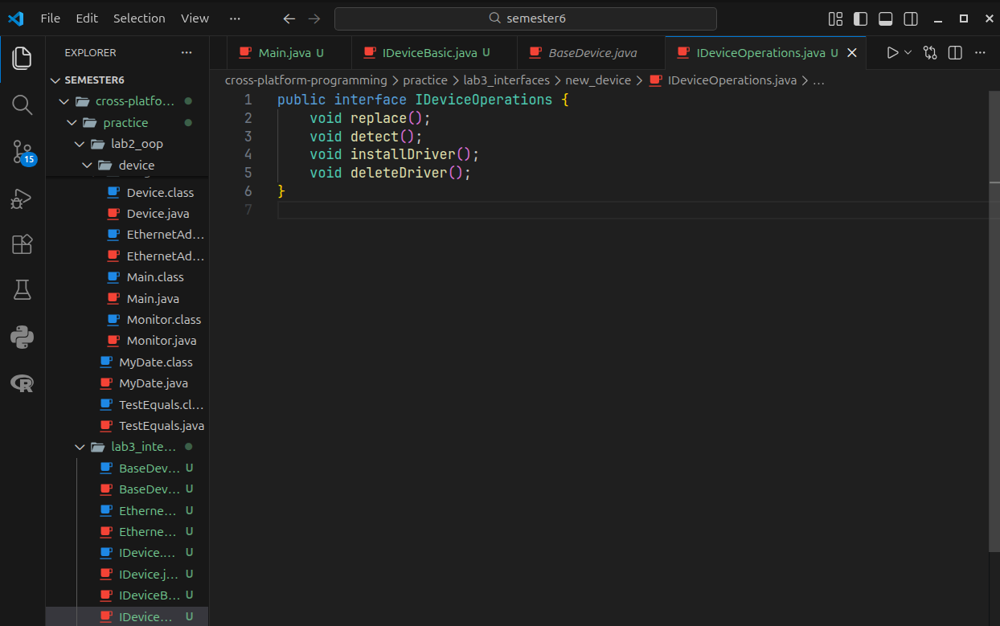 File Edit Selection View ··· semester6
EXPLORER ···
Main.java U IDeviceBasic.java U BaseDevice.java IDeviceOperations.java U
cross-platform-programming > practice > lab3_interfaces > new_device > IDeviceOperations.java > ...
SEMESTER6
cross-platfo...
practice
lab2_oop
device
Device.class
Device.java
EthernetAd...
EthernetAd...
Main.class
Main.java
Monitor.class
Monitor.java
MyDate.class
MyDate.java
TestEquals.cl...
TestEquals.java
lab3_inte...
BaseDev... U
BaseDev... U
Etherne... U
Etherne... U
IDevice.... U
IDevice.j... U
IDeviceB... U
IDevice... U
15
1 public interface IDeviceOperations {
2     void replace();
3     void detect();
4     void installDriver();
5     void deleteDriver();
6 }
7
R